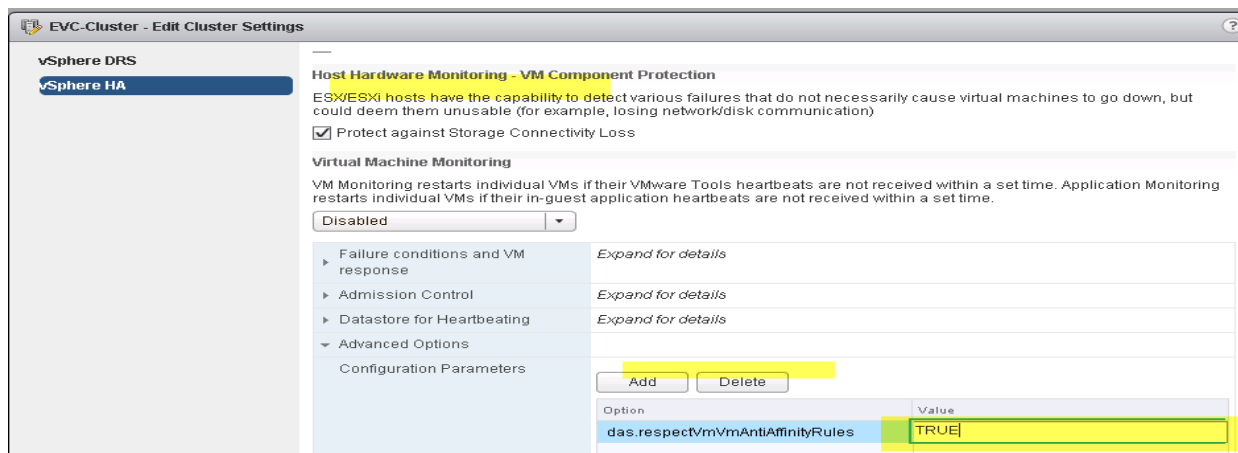 EVC-Cluster - Edit Cluster Settings
?
vSphere DRS
vSphere HA
Host Hardware Monitoring - VM Component Protection
ESX/ESXi hosts have the capability to detect various failures that do not necessarily cause virtual machines to go down, but
could deem them unusable (for example, losing network/disk communication)
Protect against Storage Connectivity Loss
Virtual Machine Monitoring
VM Monitoring restarts individual VMs if their VMware Tools heartbeats are not received within a set time. Application Monitoring
restarts individual VMs if their in-guest application heartbeats are not received within a set time.
Disabled
Failure conditions and VM
response
Expand for details
Admission Control
Expand for details
Datastore for Heartbeating
Expand for details
Advanced Options
Configuration Parameters
Add Delete
Option Value
das.respectVmVmAntiAffinityRules TRUE